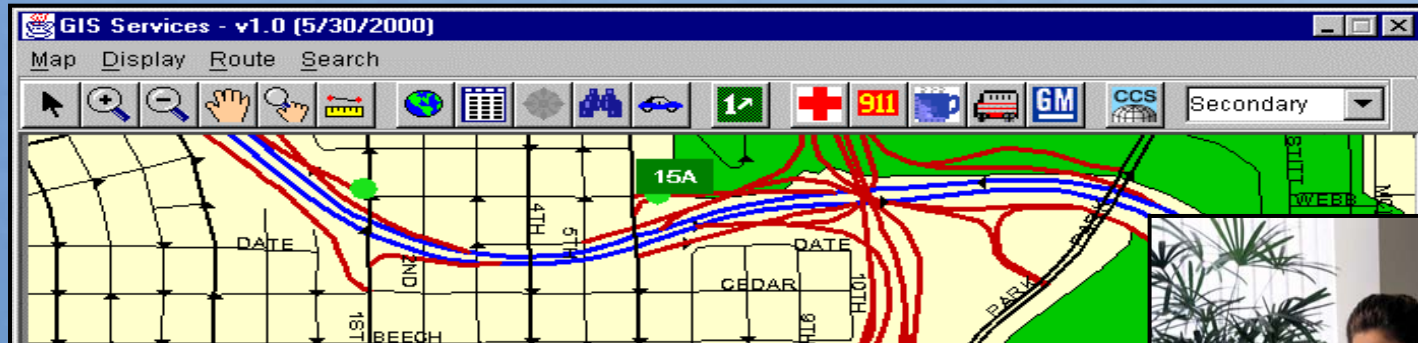 GIS Services - v1.0 (5/30/2000)
Map Display Route Search
1 911 GM CCS Secondary
15A
STITT
WEBB
4TH
5TH
DATE
DATE
2ND
CEDAR
10TH
PARK
PARK
9TH
1ST
BEECH